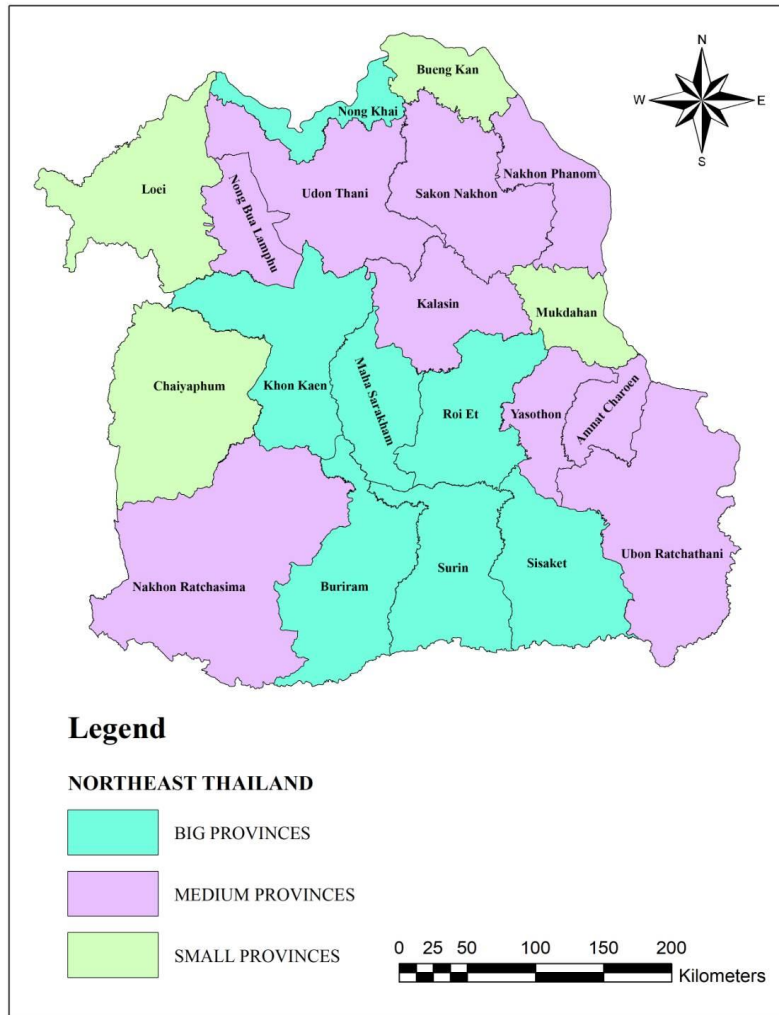 N
W E
S
Bueng Kan
Nong Khai
Nakhon Phanom
Loei
Nong Bua Lamphu
Udon Thani
Sakon Nakhon
Kalasin
Mukdahan
Chaiyaphum
Khon Kaen
Maha Sarakham
Roi Et
Yasothon
Amnat Charoen
Nakhon Ratchasima
Buriram
Surin
Sisaket
Ubon Ratchathani
Legend
NORTHEAST THAILAND
BIG PROVINCES
MEDIUM PROVINCES
SMALL PROVINCES
0 25 50 100 150 200
Kilometers